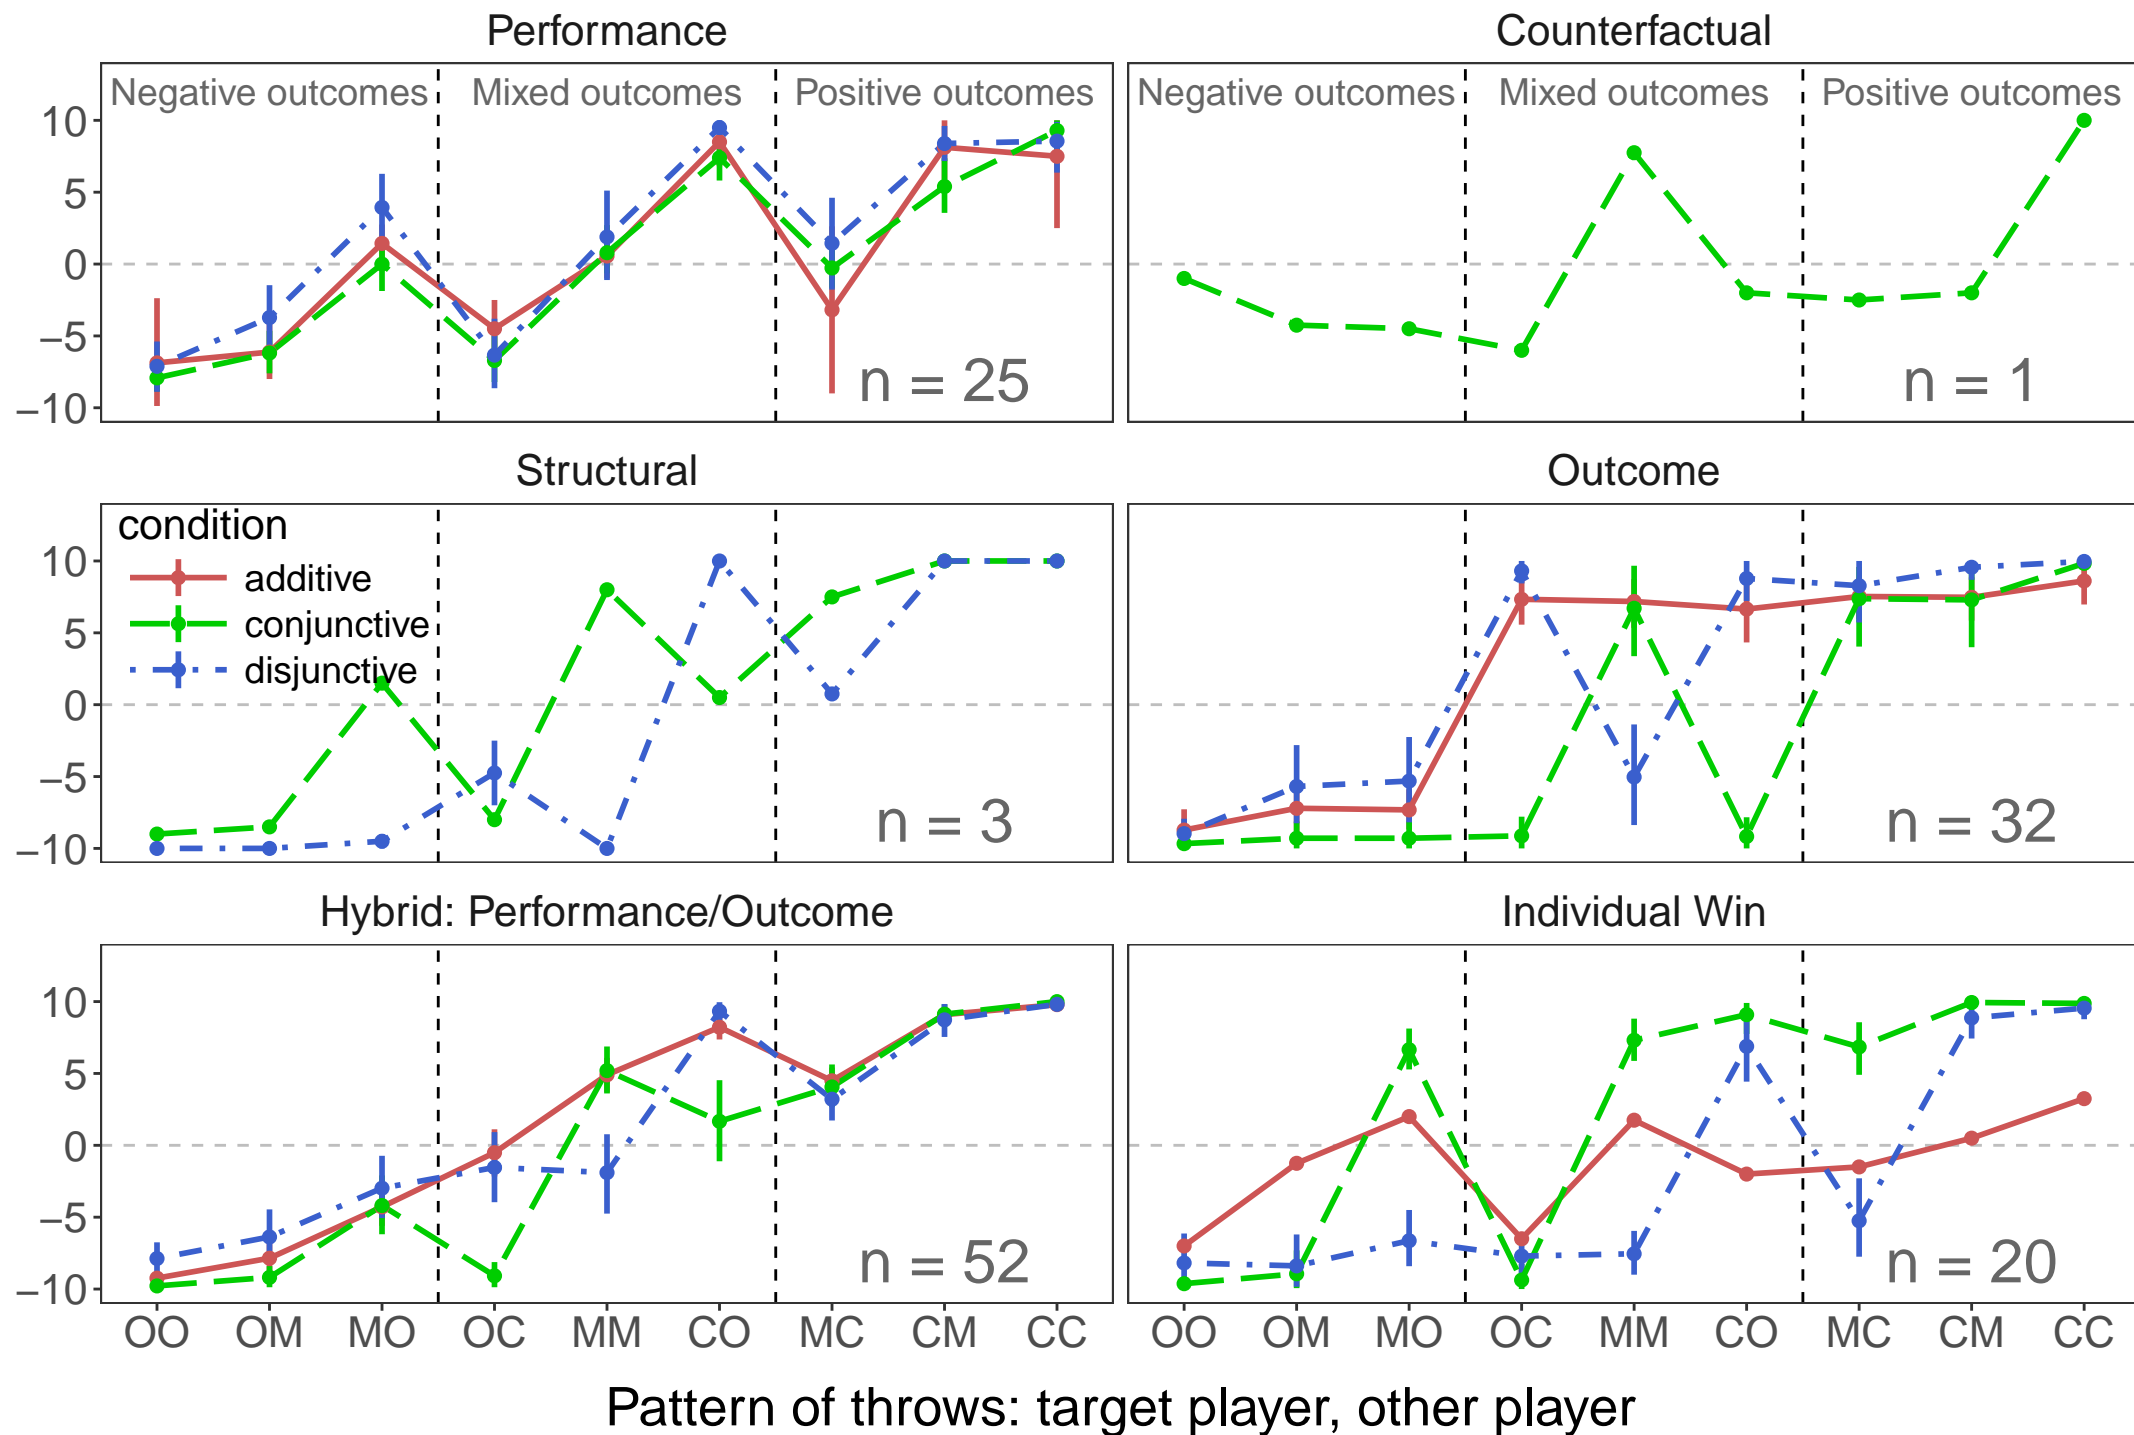 Performance
Counterfactual
Negative outcomes
Mixed outcomes
Positive outcomes
Negative outcomes
Mixed outcomes
Positive outcomes
10
5
0
−5
−10
n = 25
n = 1
Structural
Outcome
condition
additive
conjunctive
disjunctive
10
5
0
−5
−10
n = 3
n = 32
Hybrid: Performance/Outcome
Individual Win
10
5
0
−5
−10
n = 52
n = 20
OO OM MO OC MM CO MC CM CC
OO OM MO OC MM CO MC CM CC
Pattern of throws: target player, other player